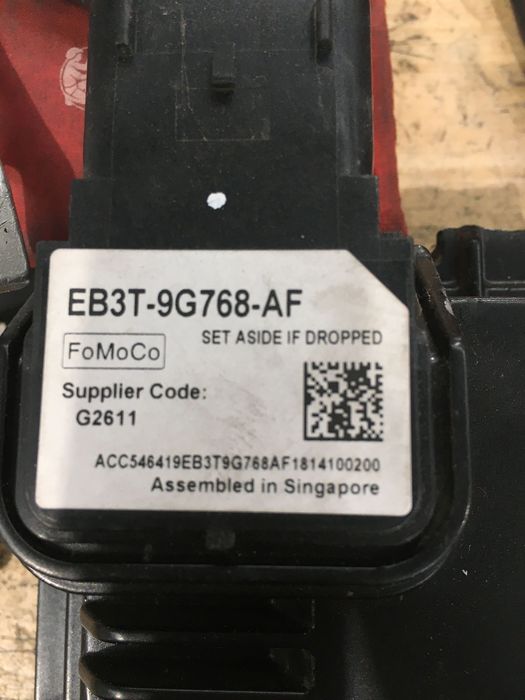 EB3T-9G768-AF
SET ASIDE IF DROPPED
FoMoCo
Supplier Code:
G2611
ACC546419EB3T9G768AF1814100200
Assembled in Singapore